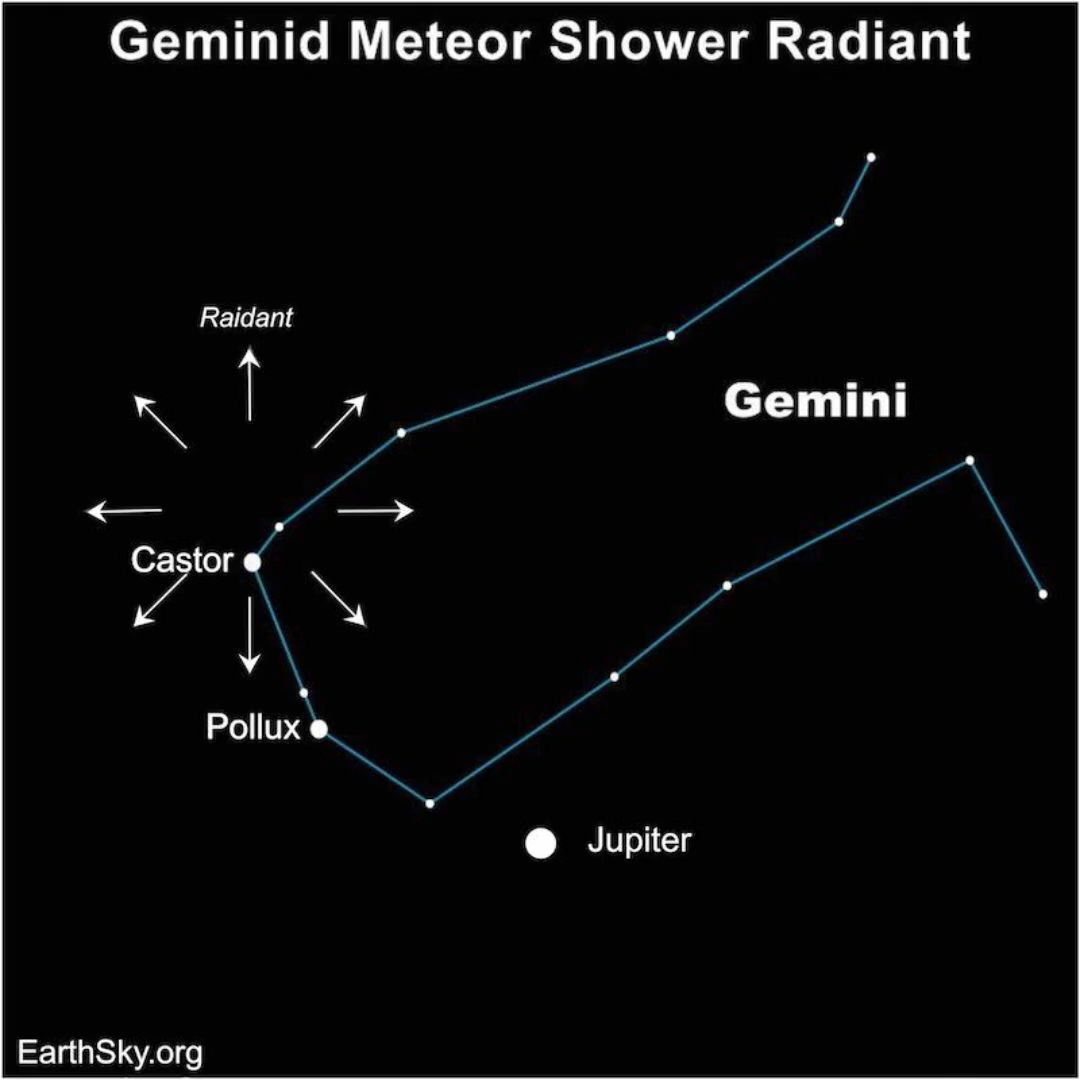 Geminid Meteor Shower Radiant
Raidant
Gemini
Castor
Pollux
Jupiter
EarthSky.org